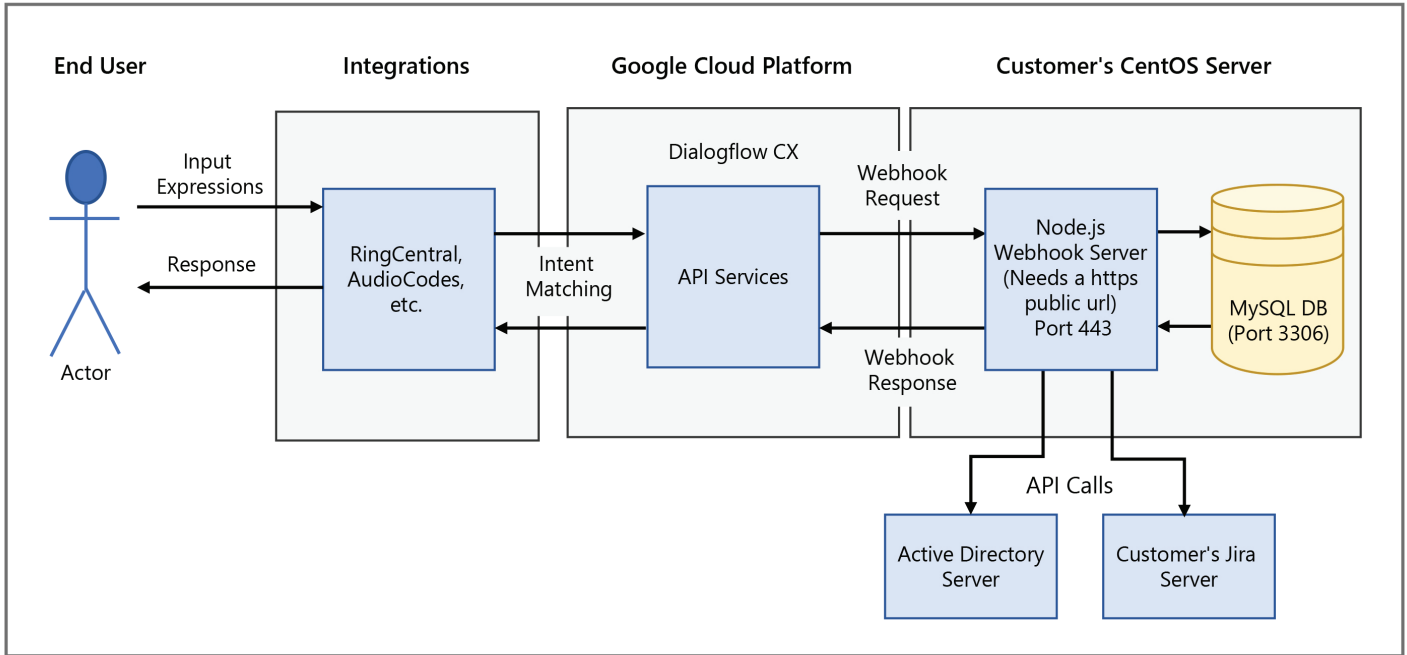 End User
Integrations
Google Cloud Platform
Customer's CentOS Server
Input
Expressions
Response
Actor
RingCentral,
AudioCodes,
etc.
Intent
Matching
Dialogflow CX
API Services
Webhook
Request
Webhook
Response
Node.js
Webhook Server
(Needs a https
public url)
Port 443
MySQL DB
(Port 3306)
API Calls
Active Directory
Server
Customer's Jira
Server